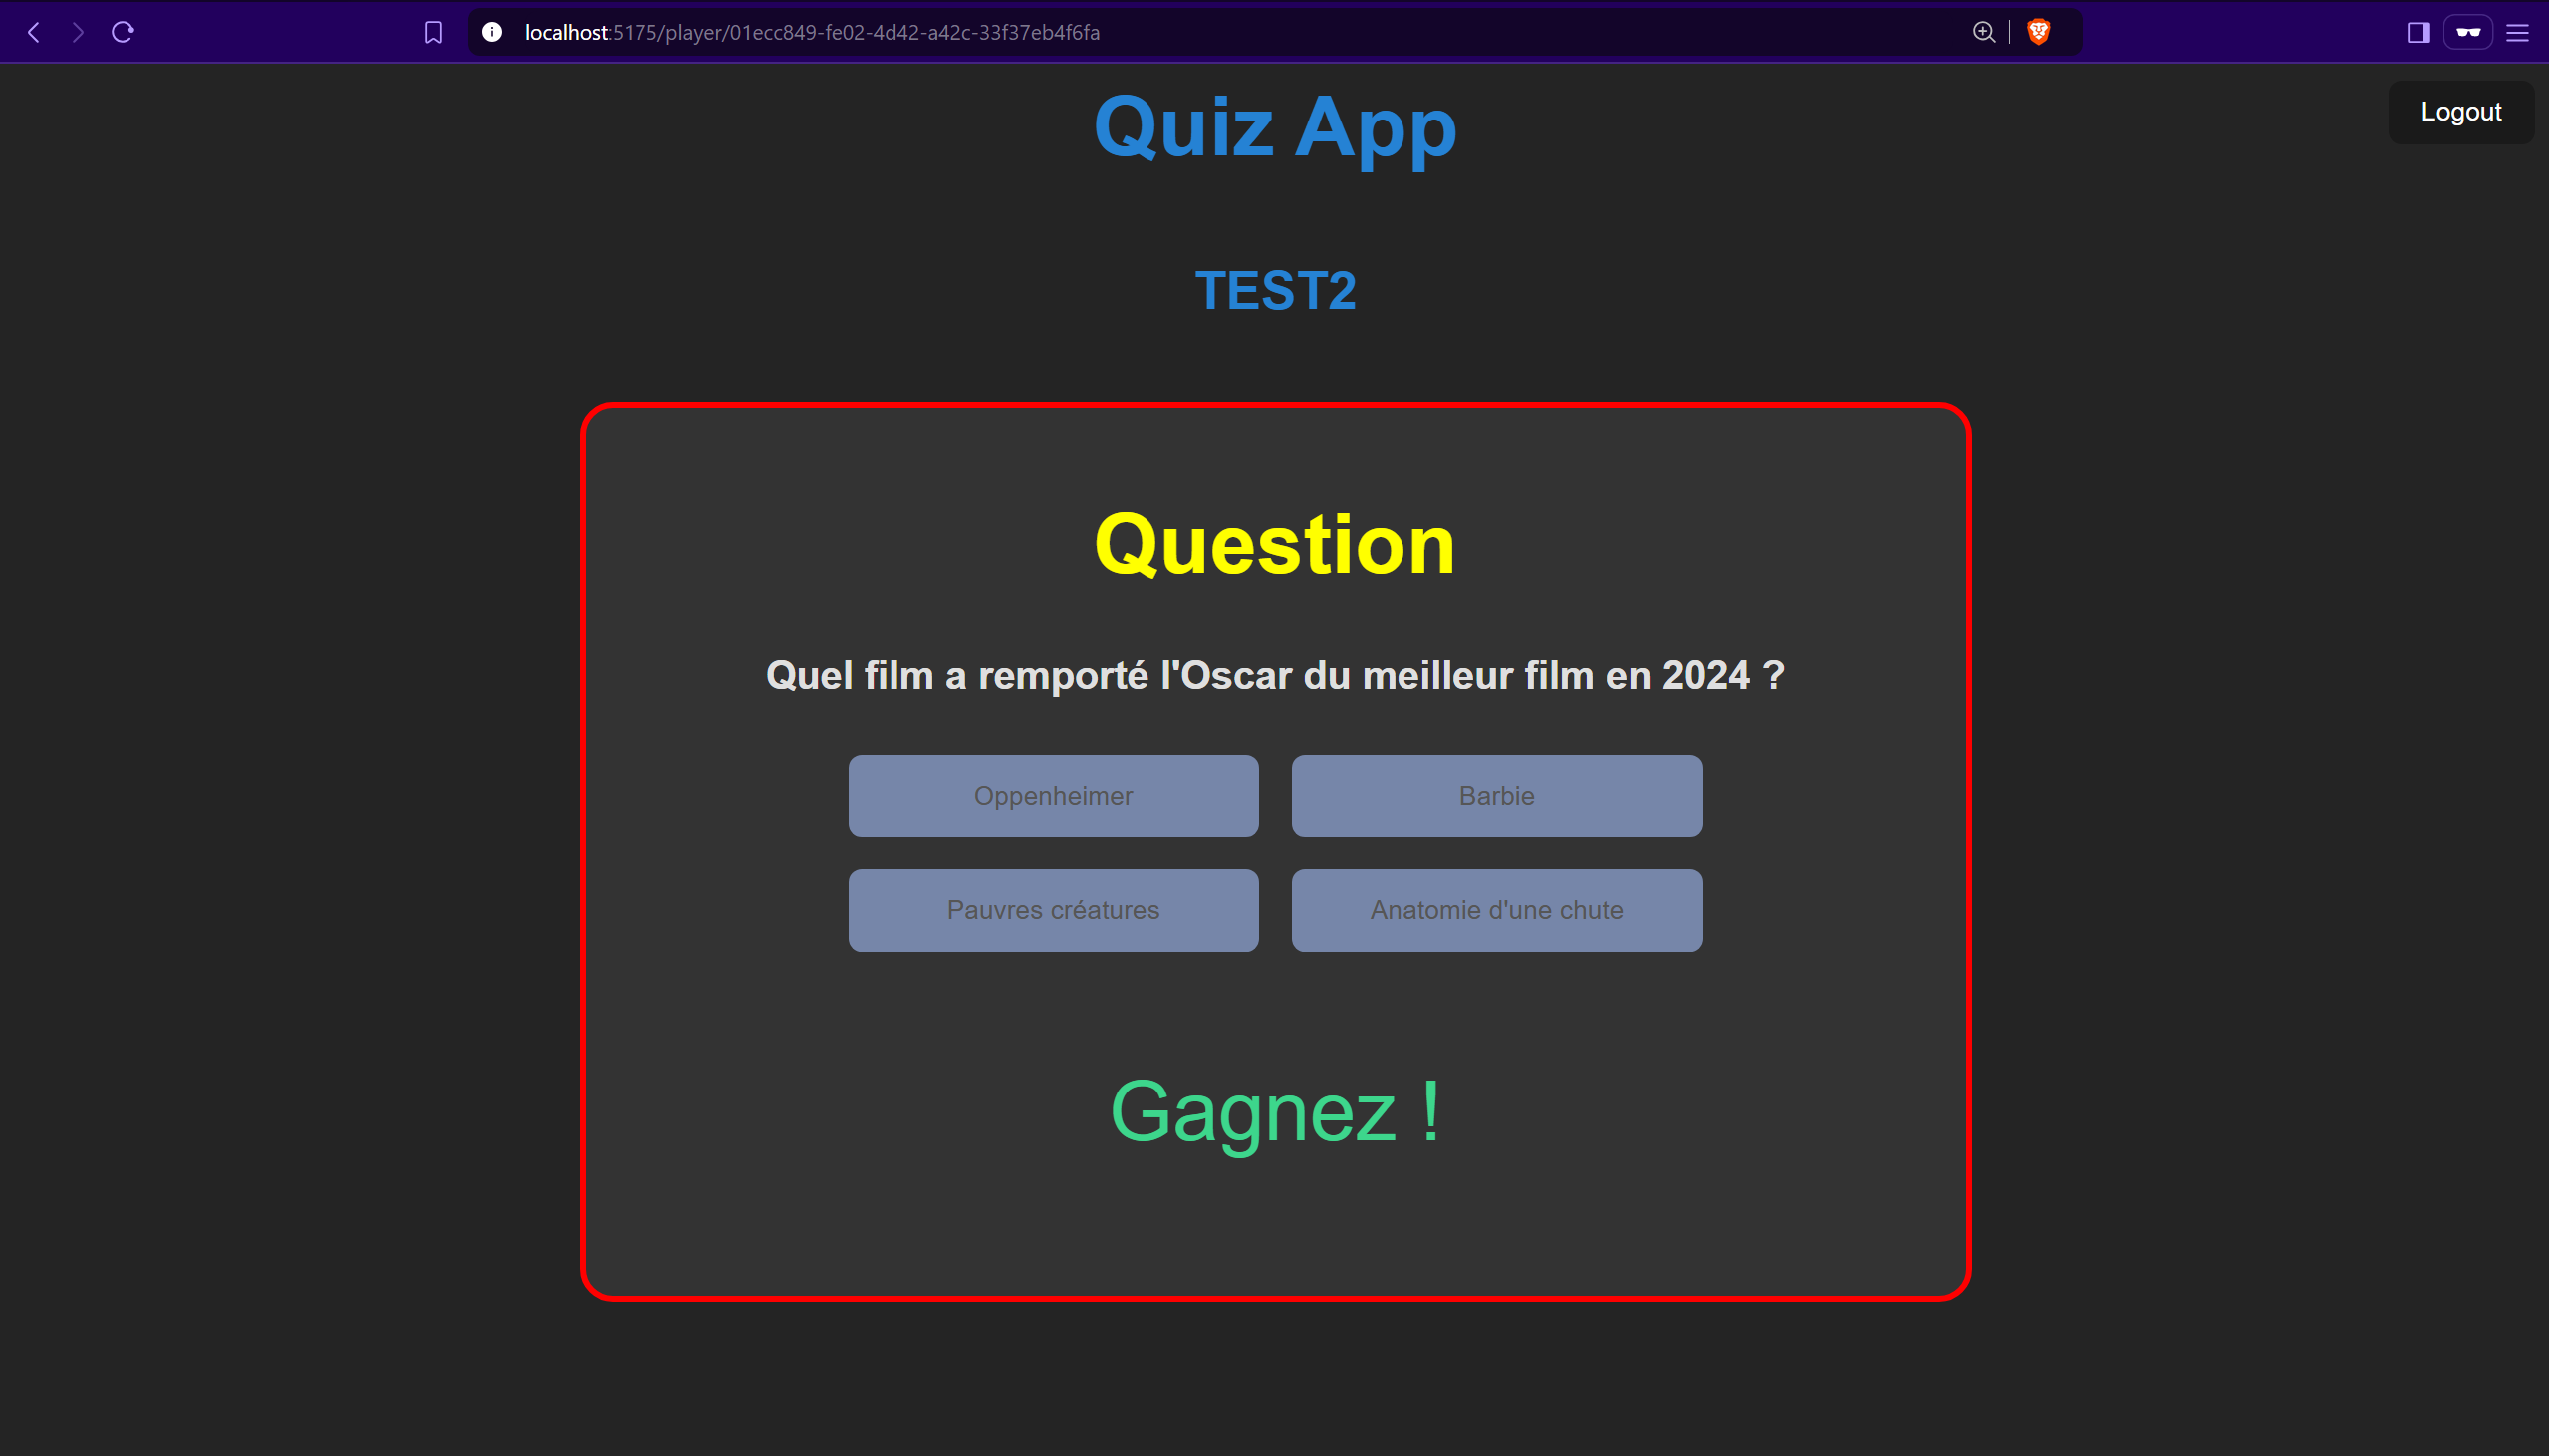 localhost:5175/player/01ecc849-fe02-4d42-a42c-33f37eb4f6fa
Quiz App
Logout
TEST2
Question
Quel film a remporté l'Oscar du meilleur film en 2024 ?
Oppenheimer
Barbie
Pauvres créatures
Anatomie d'une chute
Gagnez !